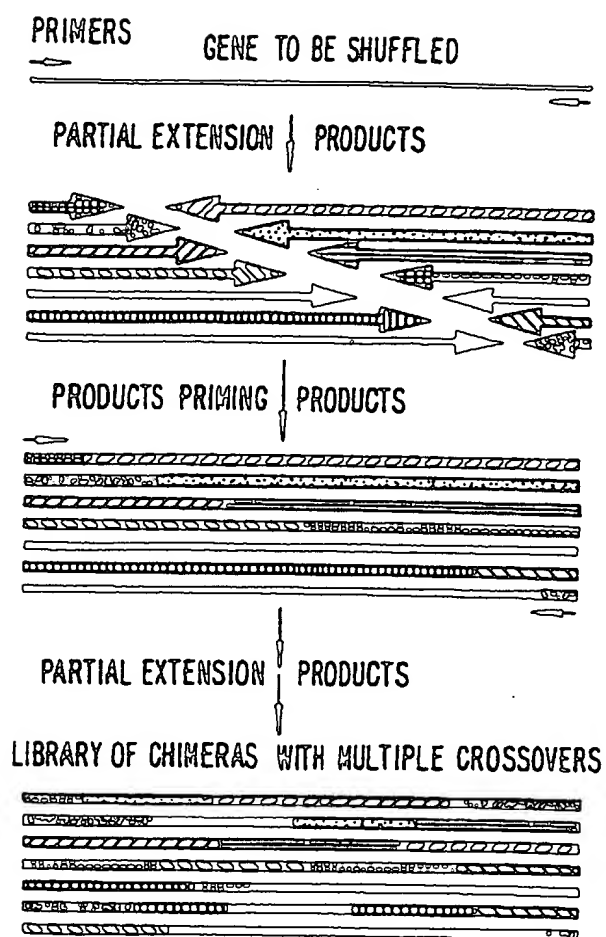 PRIMERS
GENE TO BE SHUFFLED
PARTIAL EXTENSION PRODUCTS
PRODUCTS PRIMING PRODUCTS
PARTIAL EXTENSION PRODUCTS
LIBRARY OF CHIMERAS WITH MULTIPLE CROSSOVERS